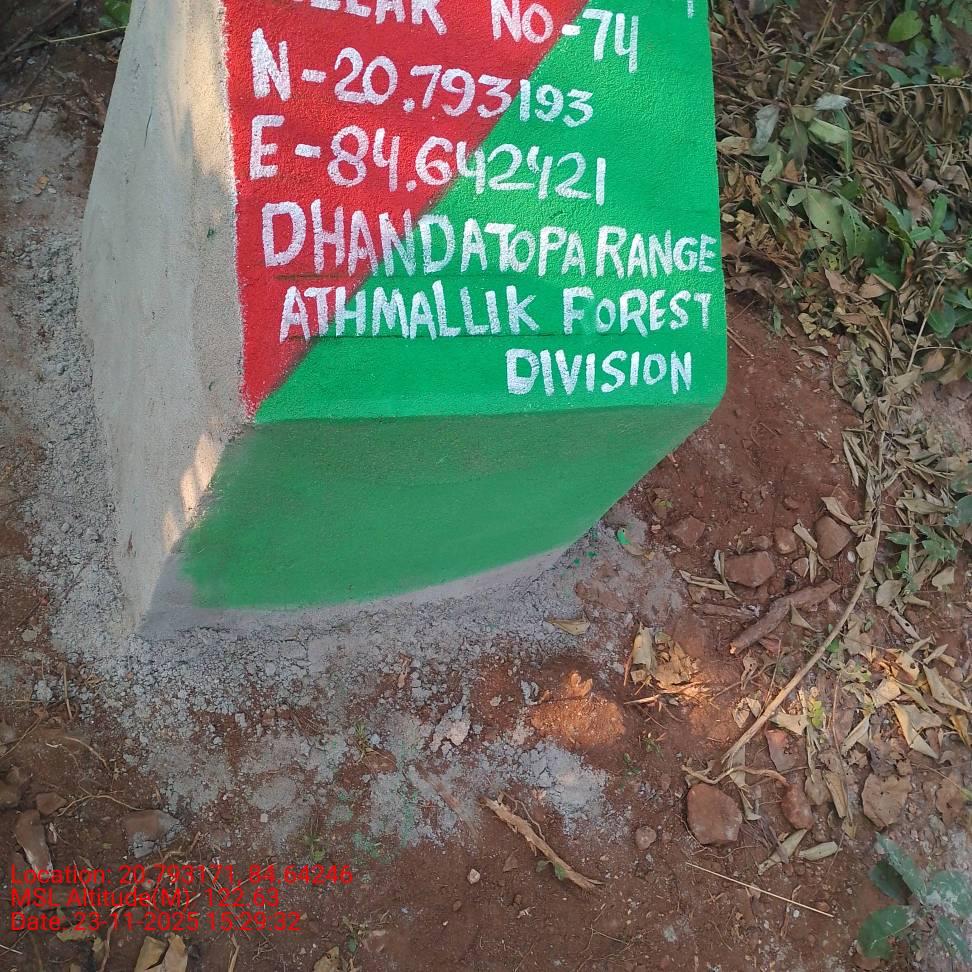 NO-74
N-20.793193
E-84.642421
DHANDATOPA RANGE
ATHMALLIK FOREST
DIVISION
Location: 20.793171, 84.64246
MSL Altitude(M): 122.63
Date: 23-11-2025 15:29:32